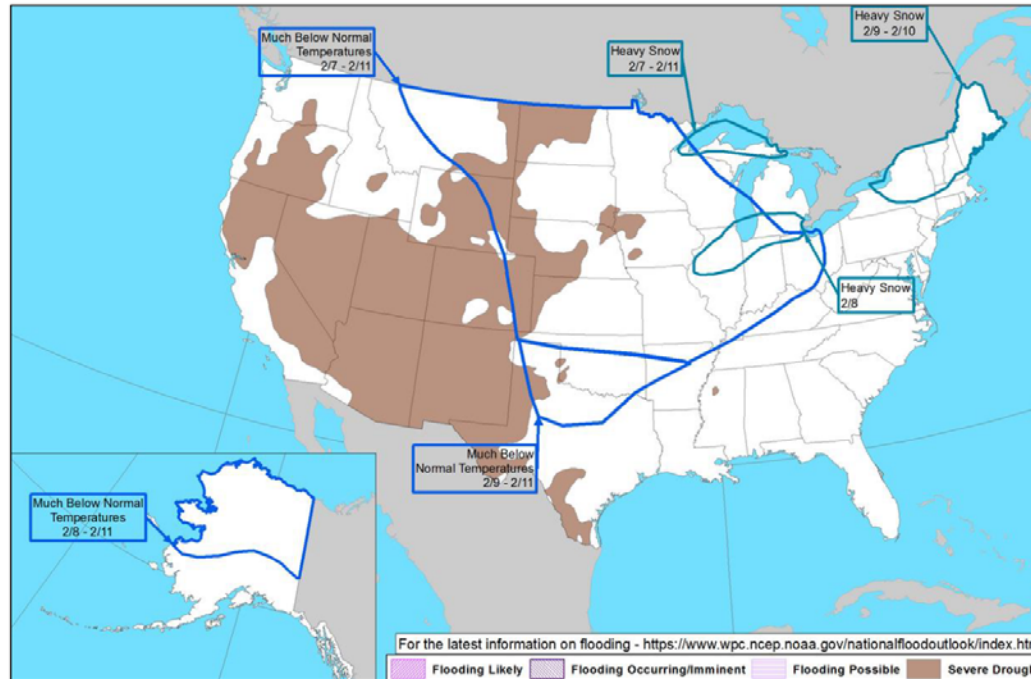 Much Below Normal
Temperatures
2/7 - 2/11
Heavy Snow
2/7 - 2/11
Heavy Snow
2/9 - 2/10
Heavy Snow
2/8
Much Below
Normal Temperatures
2/9 - 2/11
Much Below Normal
Temperatures
2/8 - 2/11
For the latest information on flooding - https://www.wpc.ncep.noaa.gov/nationalfloodoutlook/index.htm
Flooding Likely Flooding Occurring/Imminent Flooding Possible Severe Drough